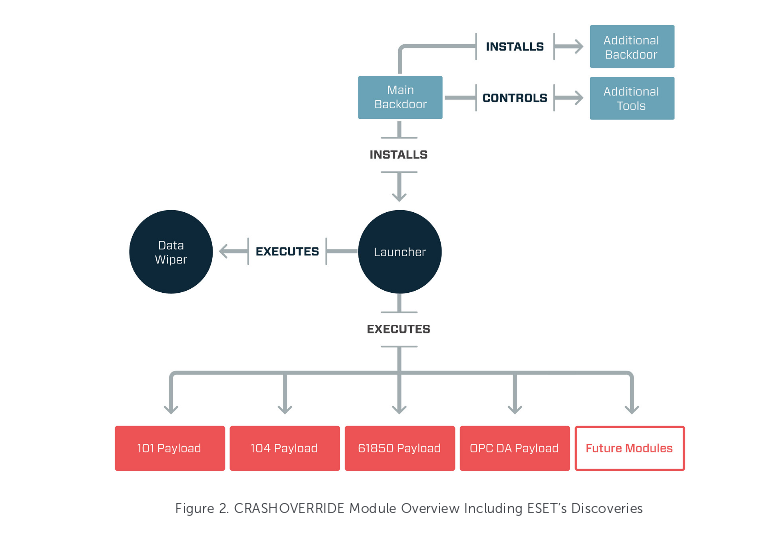 INSTALLS
Additional
Backdoor
Main
Backdoor
CONTROLS
Additional
Tools
INSTALLS
Data
Wiper
EXECUTES
Launcher
EXECUTES
101 Payload
104 Payload
61850 Payload
OPC DA Payload
Future Modules
Figure 2. CRASHOVERRIDE Module Overview Including ESET's Discoveries